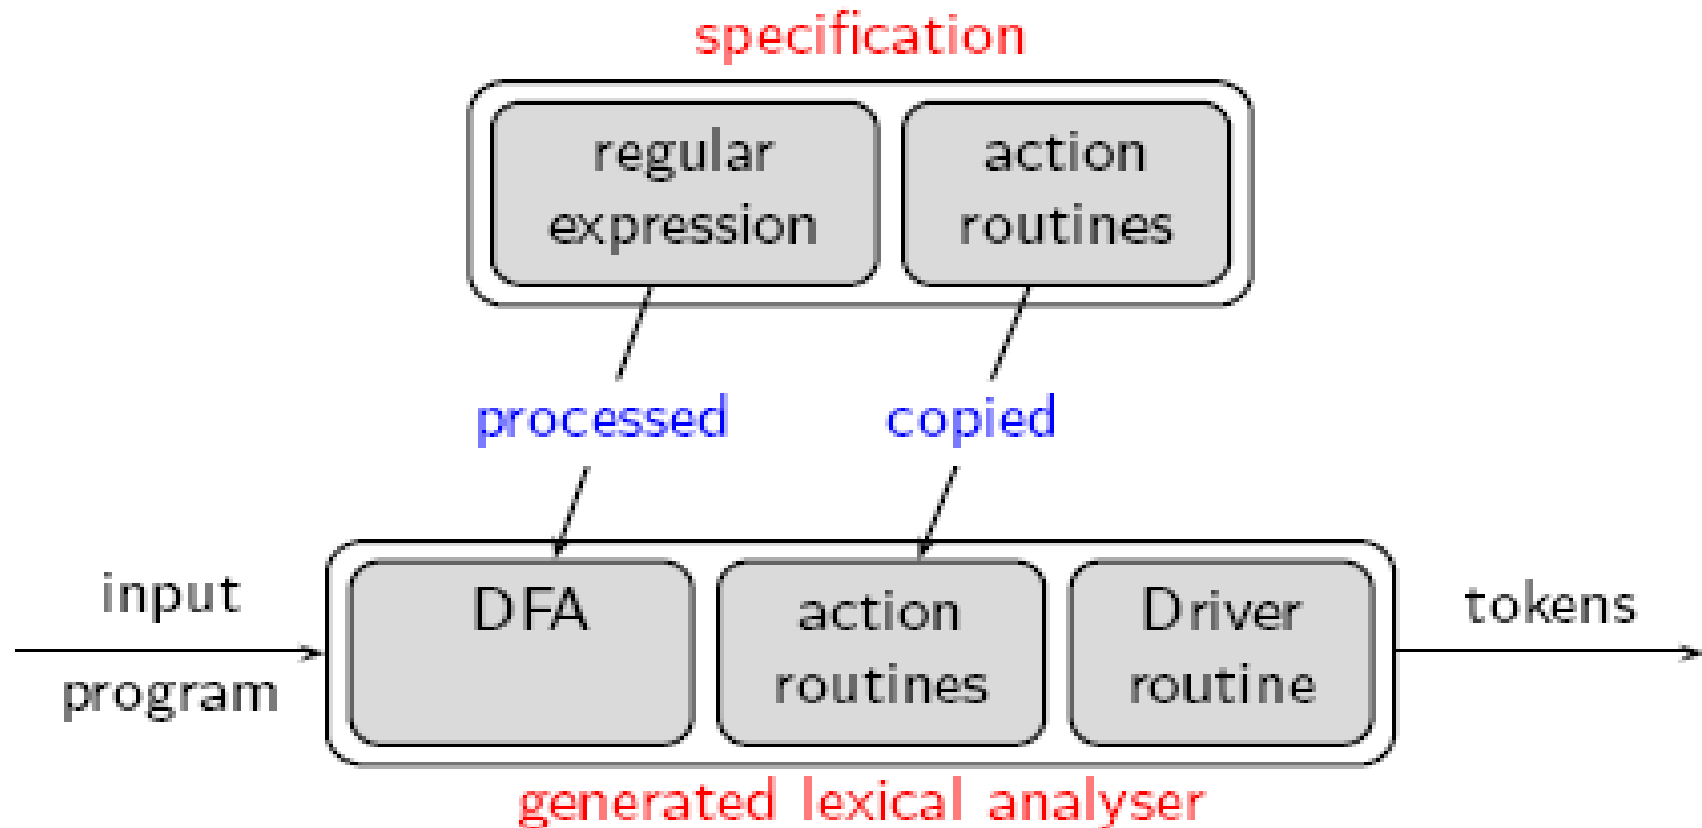 specification
regular
expression
action
routines
processed
copied
input
program
DFA
action
routines
Driver
routine
tokens
generated lexical analyser